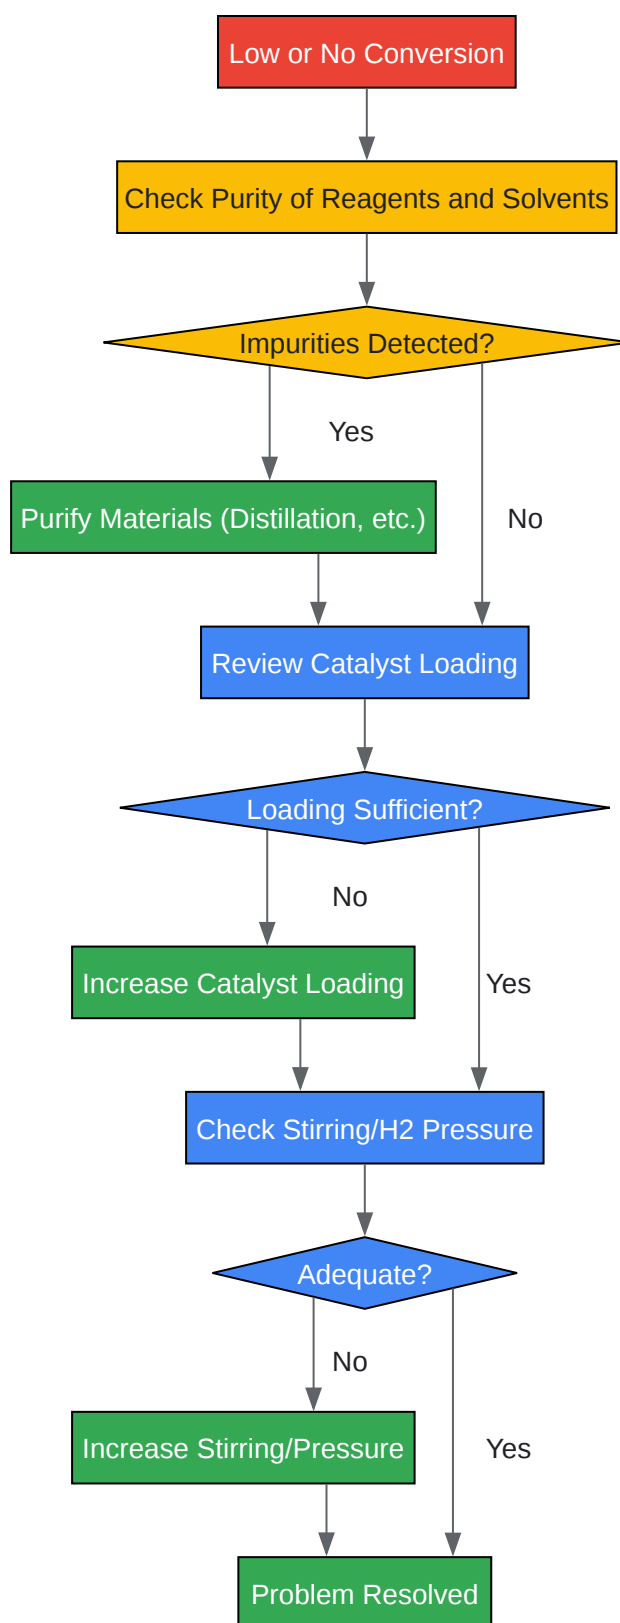 Low or No Conversion
Check Purity of Reagents and Solvents
Impurities Detected?
Yes
Purify Materials (Distillation, etc.)
No
Review Catalyst Loading
Loading Sufficient?
No
Increase Catalyst Loading
Yes
Check Stirring/H2 Pressure
Adequate?
No
Increase Stirring/Pressure
Yes
Problem Resolved